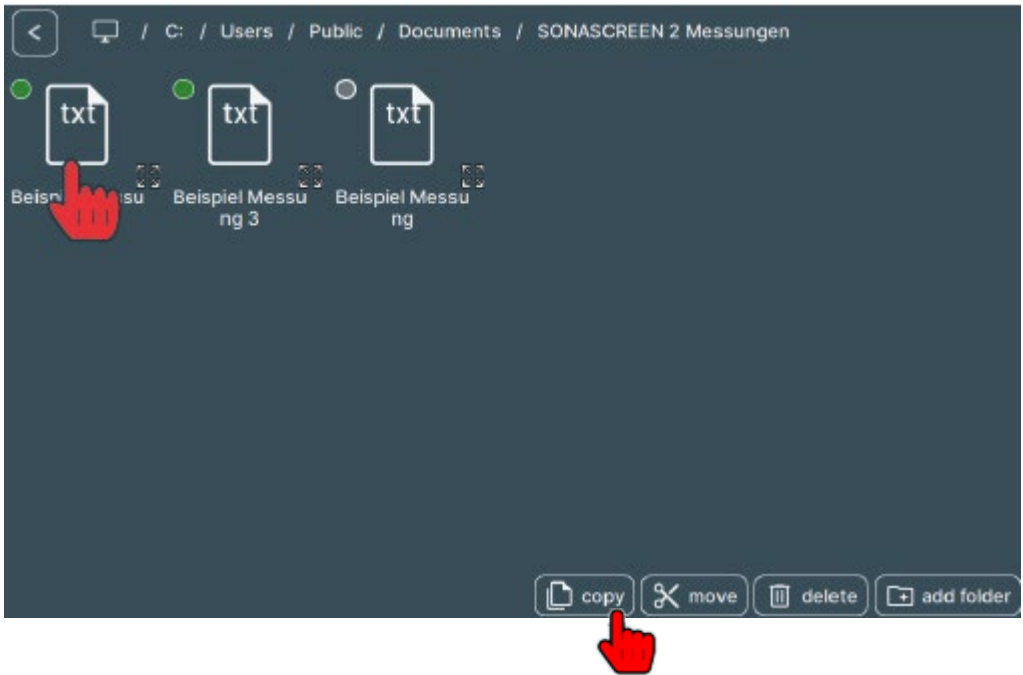 < / C: / Users / Public / Documents / SONASCREEN 2 Messungen
txt txt txt
su Beispiel Messu Beispiel Messu
ng 3 ng
copy move delete add folder